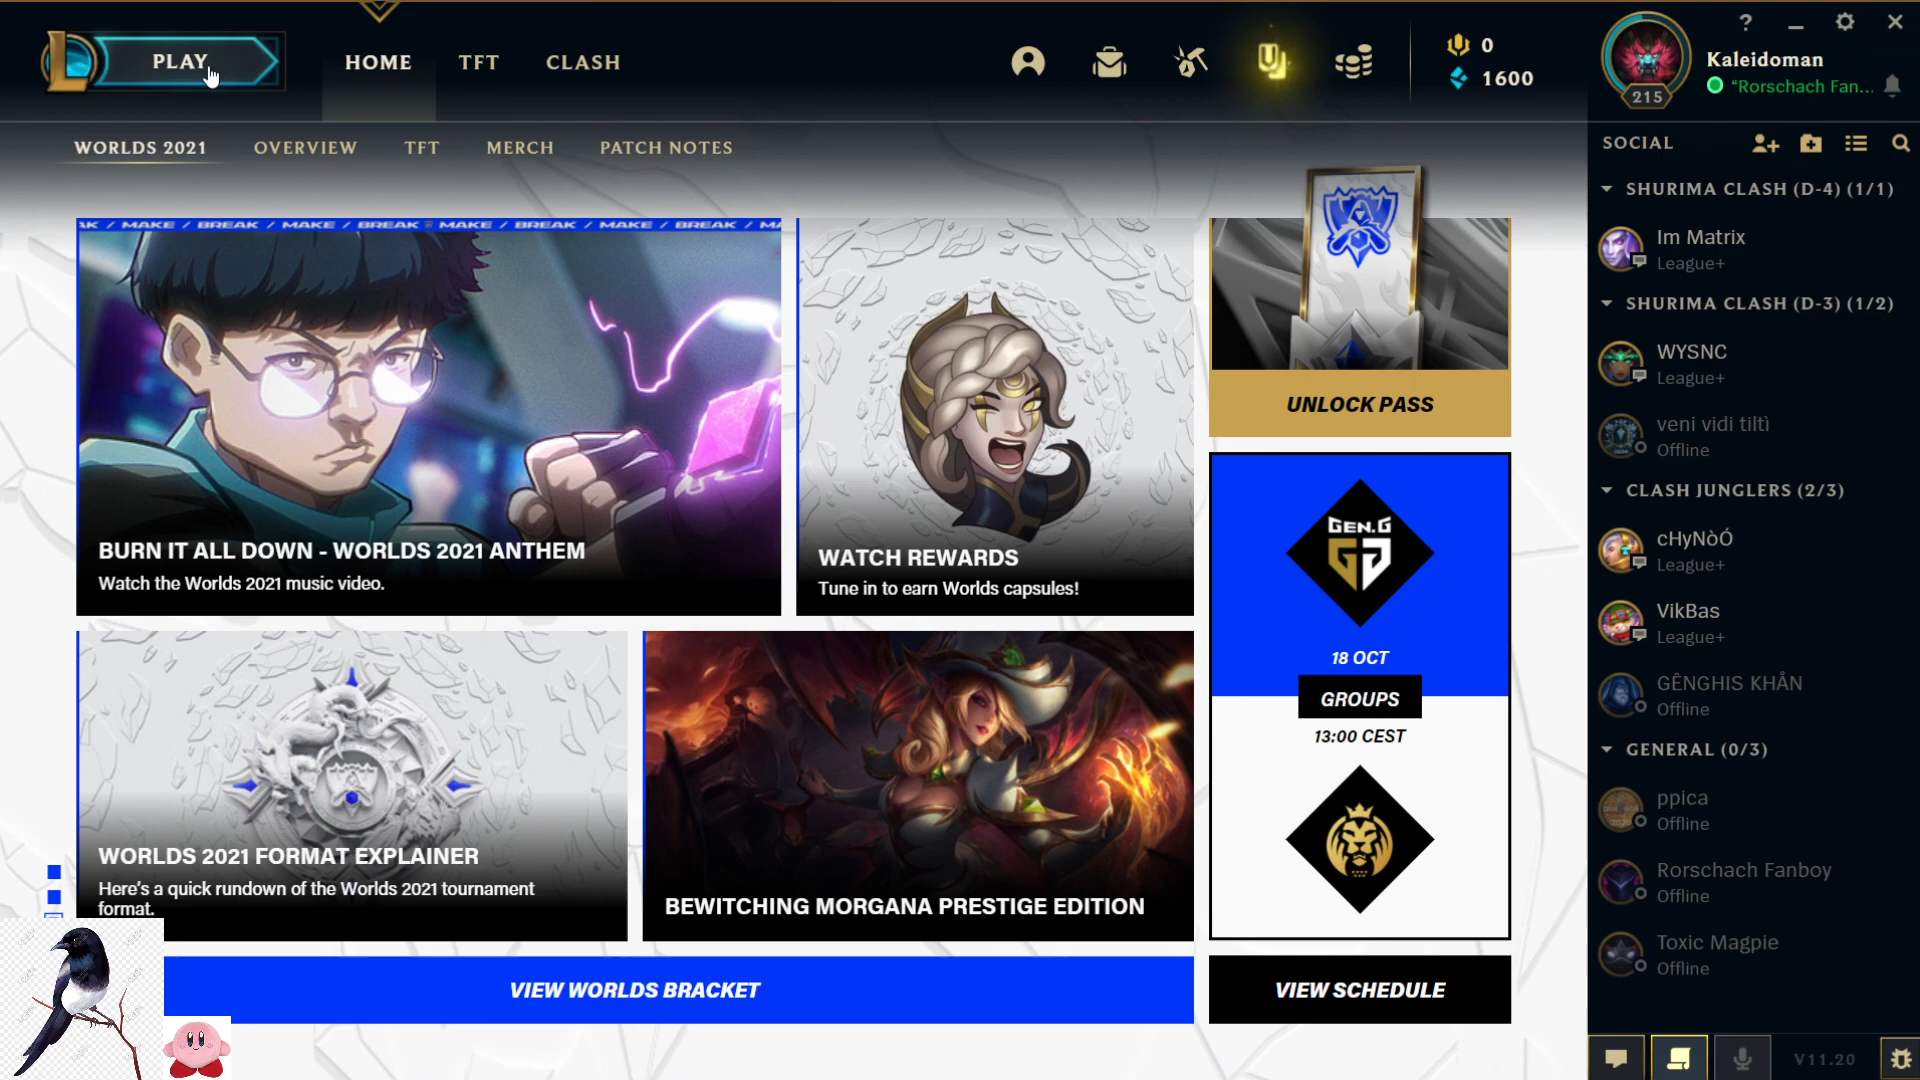 PLAY
HOME
TFT
CLASH
0
1600
215
Kaleidoman
"Rorschach Fan...
WORLDS 2021
OVERVIEW
TFT
MERCH
PATCH NOTES
SOCIAL
SHURIMA CLASH (D-4) (1/1)
Im Matrix
League+
SHURIMA CLASH (D-3) (1/2)
WYSNC
League+
veni vidi tiltì
Offline
CLASH JUNGLERS (2/3)
cHyNòÓ
League+
VikBas
League+
GÊNGHIS KHẢN
Offline
GENERAL (0/3)
ppica
Offline
Rorschach Fanboy
Offline
Toxic Magpie
Offline
V11.20
AK / MAKE / BREAK / MAKE / BREAK MAKE / BREAK / MAKE / BREAK / MA
BURN IT ALL DOWN - WORLDS 2021 ANTHEM
Watch the Worlds 2021 music video.
WATCH REWARDS
Tune in to earn Worlds capsules!
UNLOCK PASS
GEN.G
18 OCT
GROUPS
13:00 CEST
WORLDS 2021 FORMAT EXPLAINER
Here's a quick rundown of the Worlds 2021 tournament
format.
BEWITCHING MORGANA PRESTIGE EDITION
VIEW WORLDS BRACKET
VIEW SCHEDULE